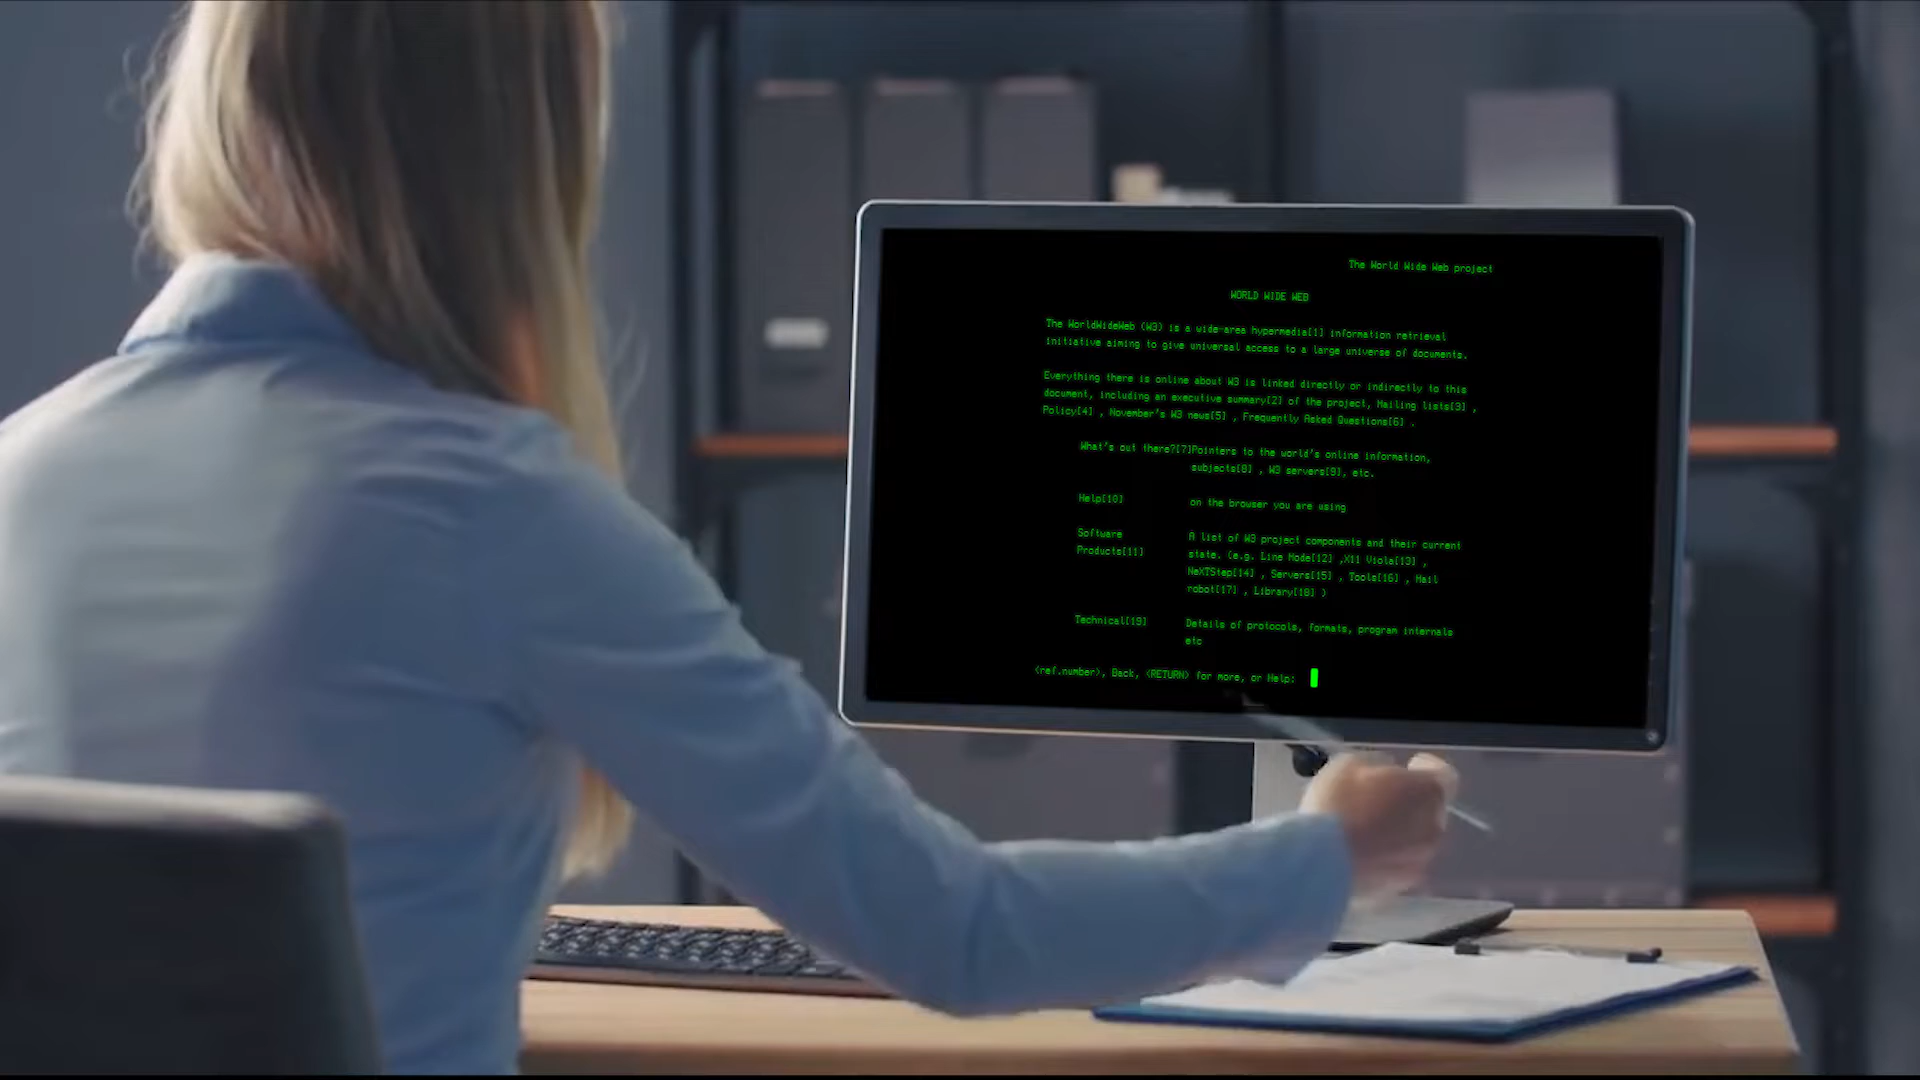 The World Wide Web project
WORLD WIDE WEB
The WorldWideWeb (W3) is a wide-area hypermedia[1] information retrieval
initiative aiming to give universal access to a large universe of documents.
Everything there is online about W3 is linked directly or indirectly to this
document, including an executive summary[2] of the project, Mailing lists[3] ,
Policy[4] , November's W3 news[5] , Frequently Asked Questions[6] .
What's out there?[7]Pointers to the world's online information,
subjects[8] , W3 servers[9], etc.
Help[10] on the browser you are using
Software A list of W3 project components and their current
Products[11] state. (e.g. Line Mode[12] ,X11 Viola[13] ,
NeXTStep[14] , Servers[15] , Tools[16] , Mail
robot[17] , Library[18] )
Technical[19] Details of protocols, formats, program internals
etc
<ref.number>, Back, <RETURN> for more, or Help: